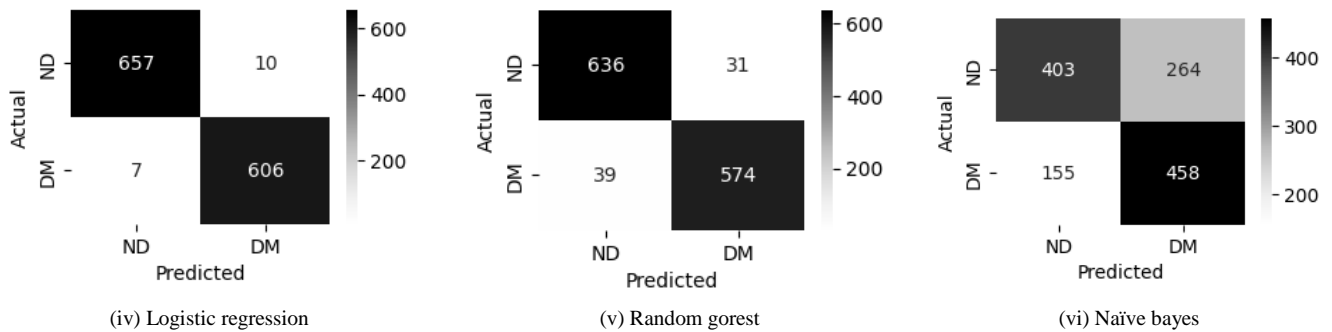 ND
657
10
600
400
200
Actual
DM
7
606
ND
DM
Predicted
(iv) Logistic regression
ND
636
31
600
400
200
Actual
DM
39
574
ND
DM
Predicted
(v) Random gorest
ND
403
264
400
300
200
Actual
DM
155
458
ND
DM
Predicted
(vi) Naïve bayes